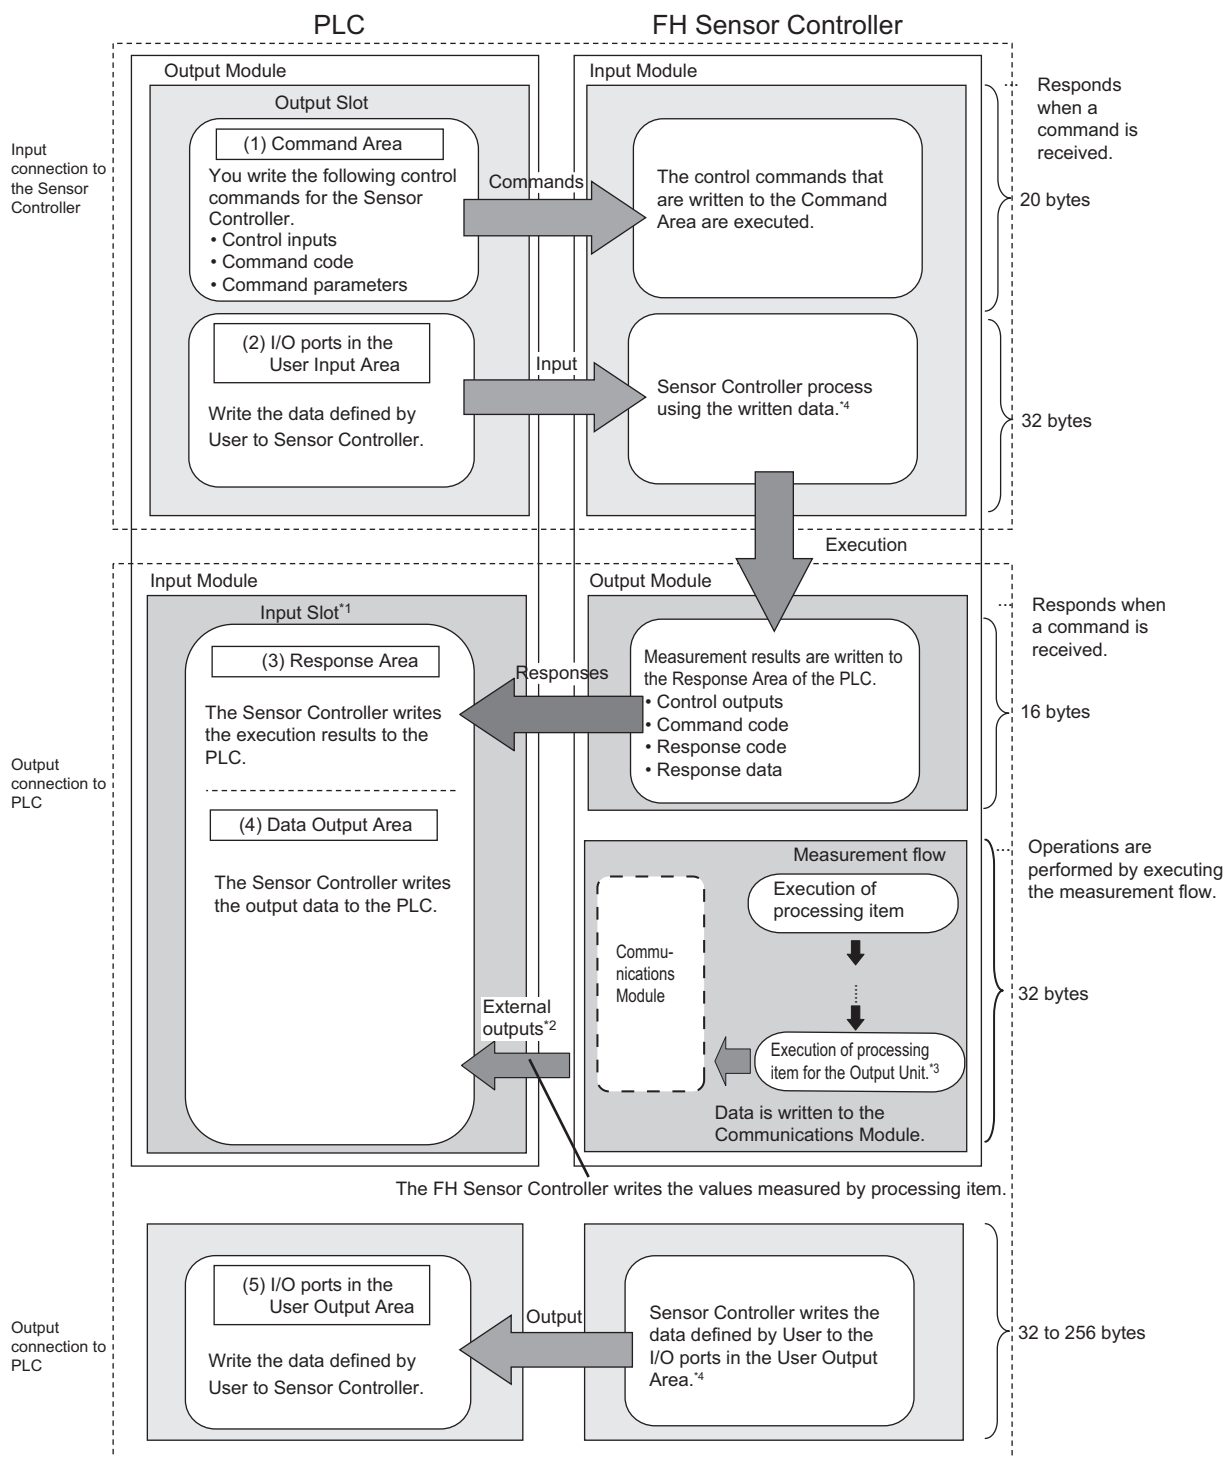 PLC
FH Sensor Controller
Output Module
Input Module
Output Slot
Responds
when a
command is
received.
Input
connection to
the Sensor
Controller
(1) Command Area
You write the following control
commands for the Sensor
Controller.
• Control inputs
• Command code
• Command parameters
Commands
The control commands that
are written to the Command
Area are executed.
20 bytes
(2) I/O ports in the
User Input Area
Write the data defined by
User to Sensor Controller.
Input
Sensor Controller process
using the written data.*4
32 bytes
Execution
Input Module
Output Module
Input Slot*1
Responds when
a command is
received.
(3) Response Area
The Sensor Controller writes
the execution results to the
PLC.
Responses
Measurement results are written to
the Response Area of the PLC.
• Control outputs
• Command code
• Response code
• Response data
16 bytes
Output
connection to
PLC
(4) Data Output Area
The Sensor Controller writes
the output data to the PLC.
Measurement flow
Operations are
performed by executing
the measurement flow.
Execution of
processing item
Commu-
nications
Module
32 bytes
External
outputs*2
Execution of processing
item for the Output Unit.*3
Data is written to the
Communications Module.
The FH Sensor Controller writes the values measured by processing item.
Output
connection to
PLC
(5) I/O ports in the
User Output Area
Write the data defined by
User to Sensor Controller.
Output
Sensor Controller writes the
data defined by User to the
I/O ports in the User Output
Area.*4
32 to 256 bytes